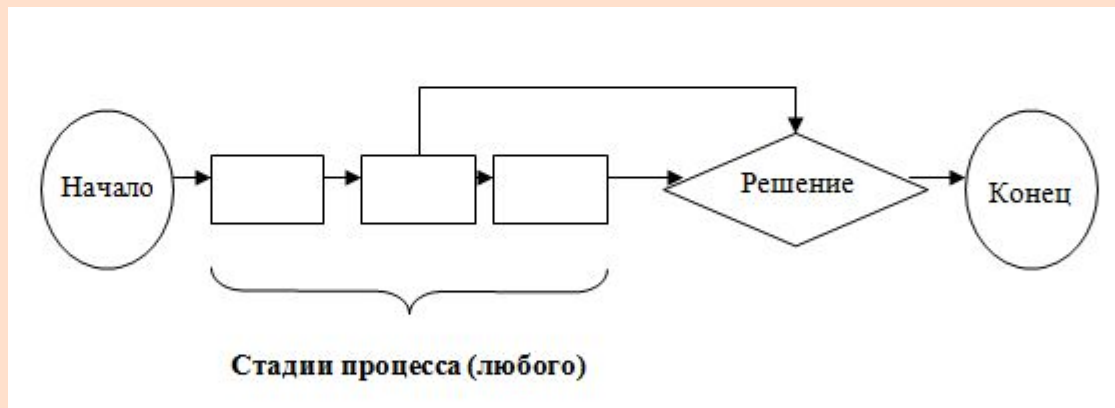 Начало
Решение
Конец
Стадии процесса (любого)